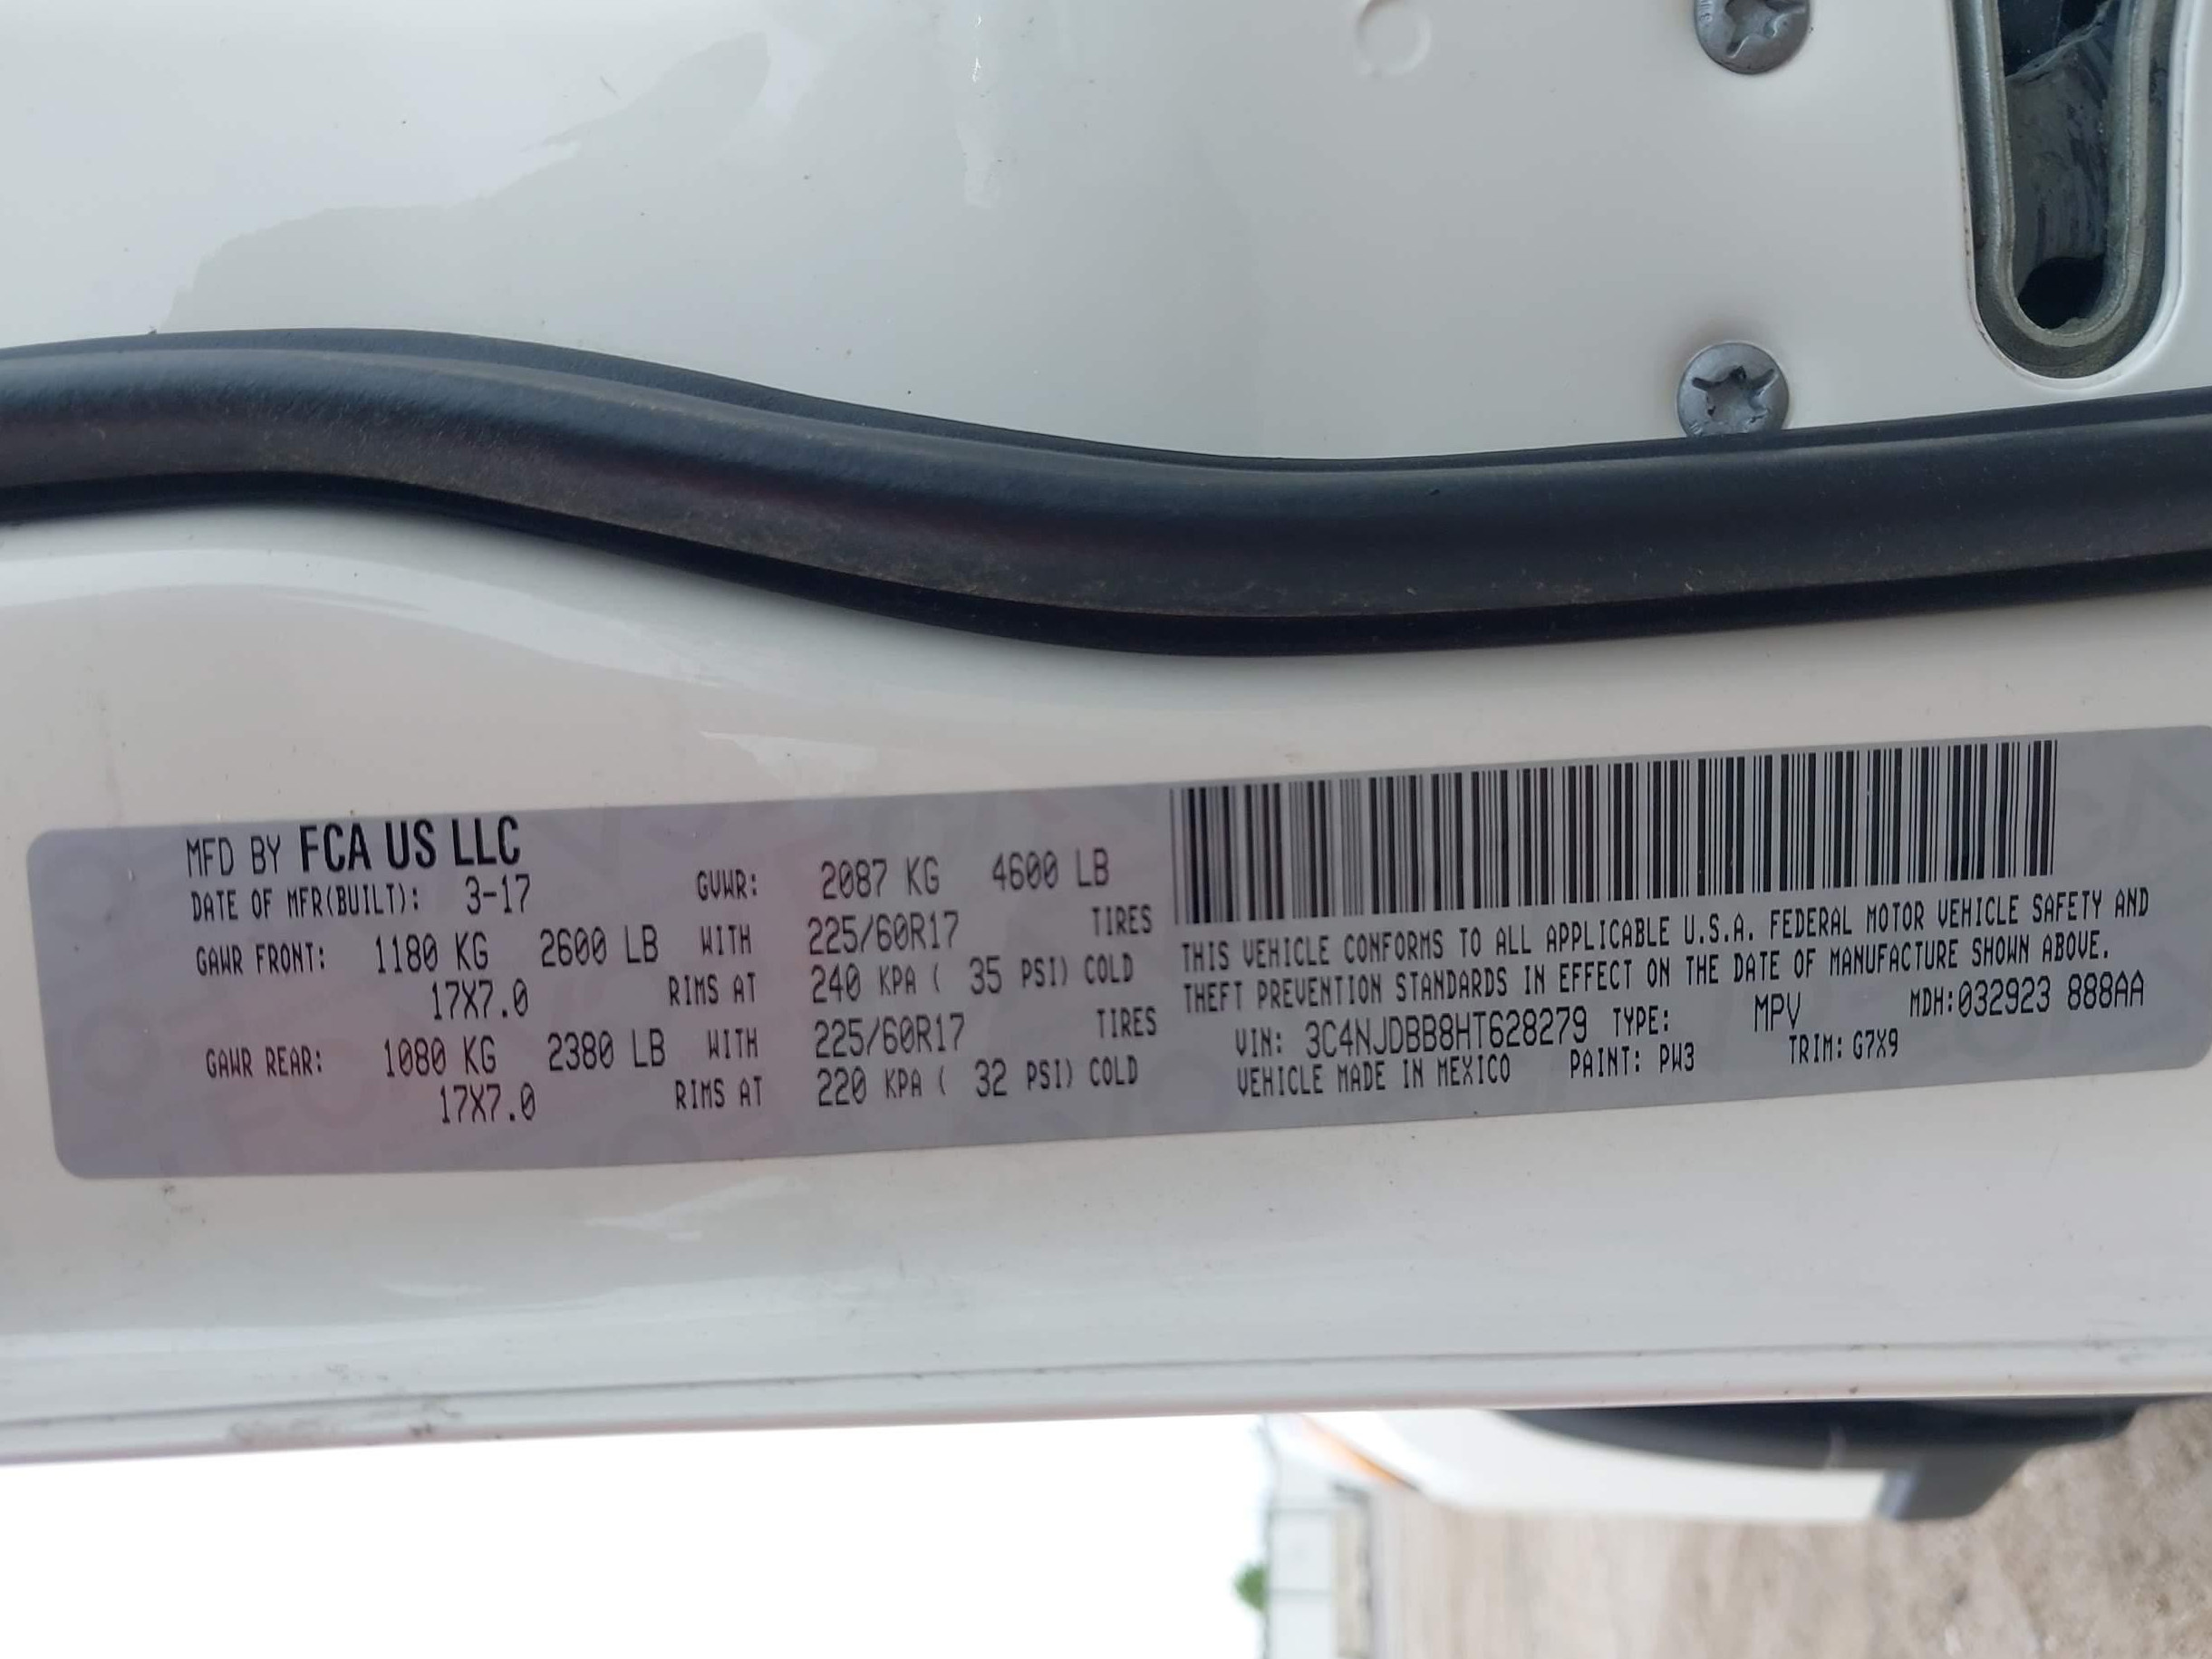 MFD BY FCA US LLC
DATE OF MFR(BUILT): 3-17 GVWR: 2087 KG 4600 LB
GAWR FRONT: 1180 KG 2600 LB WITH 225/60R17 TIRES
17X7.0 RIMS AT 240 KPA ( 35 PSI) COLD
GAWR REAR: 1080 KG 2380 LB WITH 225/60R17 TIRES
17X7.0 RIMS AT 220 KPA ( 32 PSI) COLD
THIS VEHICLE CONFORMS TO ALL APPLICABLE U.S.A. FEDERAL MOTOR VEHICLE SAFETY AND
THEFT PREVENTION STANDARDS IN EFFECT ON THE DATE OF MANUFACTURE SHOWN ABOVE.
VIN: 3C4NJDBB8HT628279 TYPE: MPV MDH:032923 888AA
VEHICLE MADE IN MEXICO PAINT: PW3 TRIM: G7X9